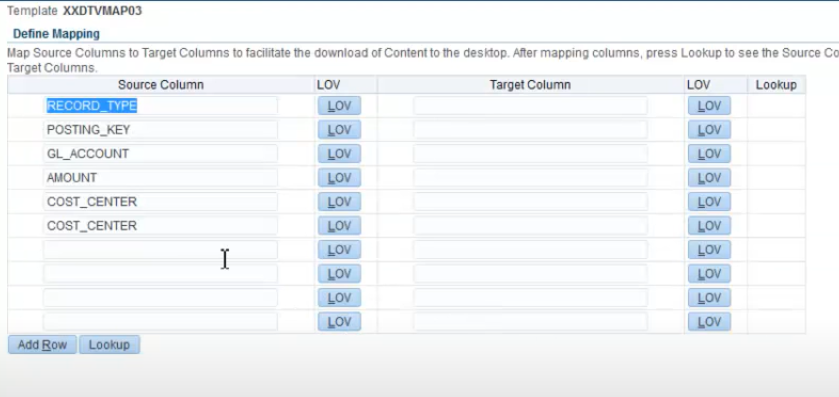 Template XXDTVMAP03
Define Mapping
Map Source Columns to Target Columns to facilitate the download of Content to the desktop. After mapping columns, press Lookup to see the Source Co
Target Columns.
Source Column LOV Target Column LOV Lookup
RECORD_TYPE LOV LOV
POSTING_KEY LOV LOV
GL_ACCOUNT LOV LOV
AMOUNT LOV LOV
COST_CENTER LOV LOV
COST_CENTER LOV LOV
LOV LOV
LOV LOV
LOV LOV
LOV LOV
Add Row Lookup